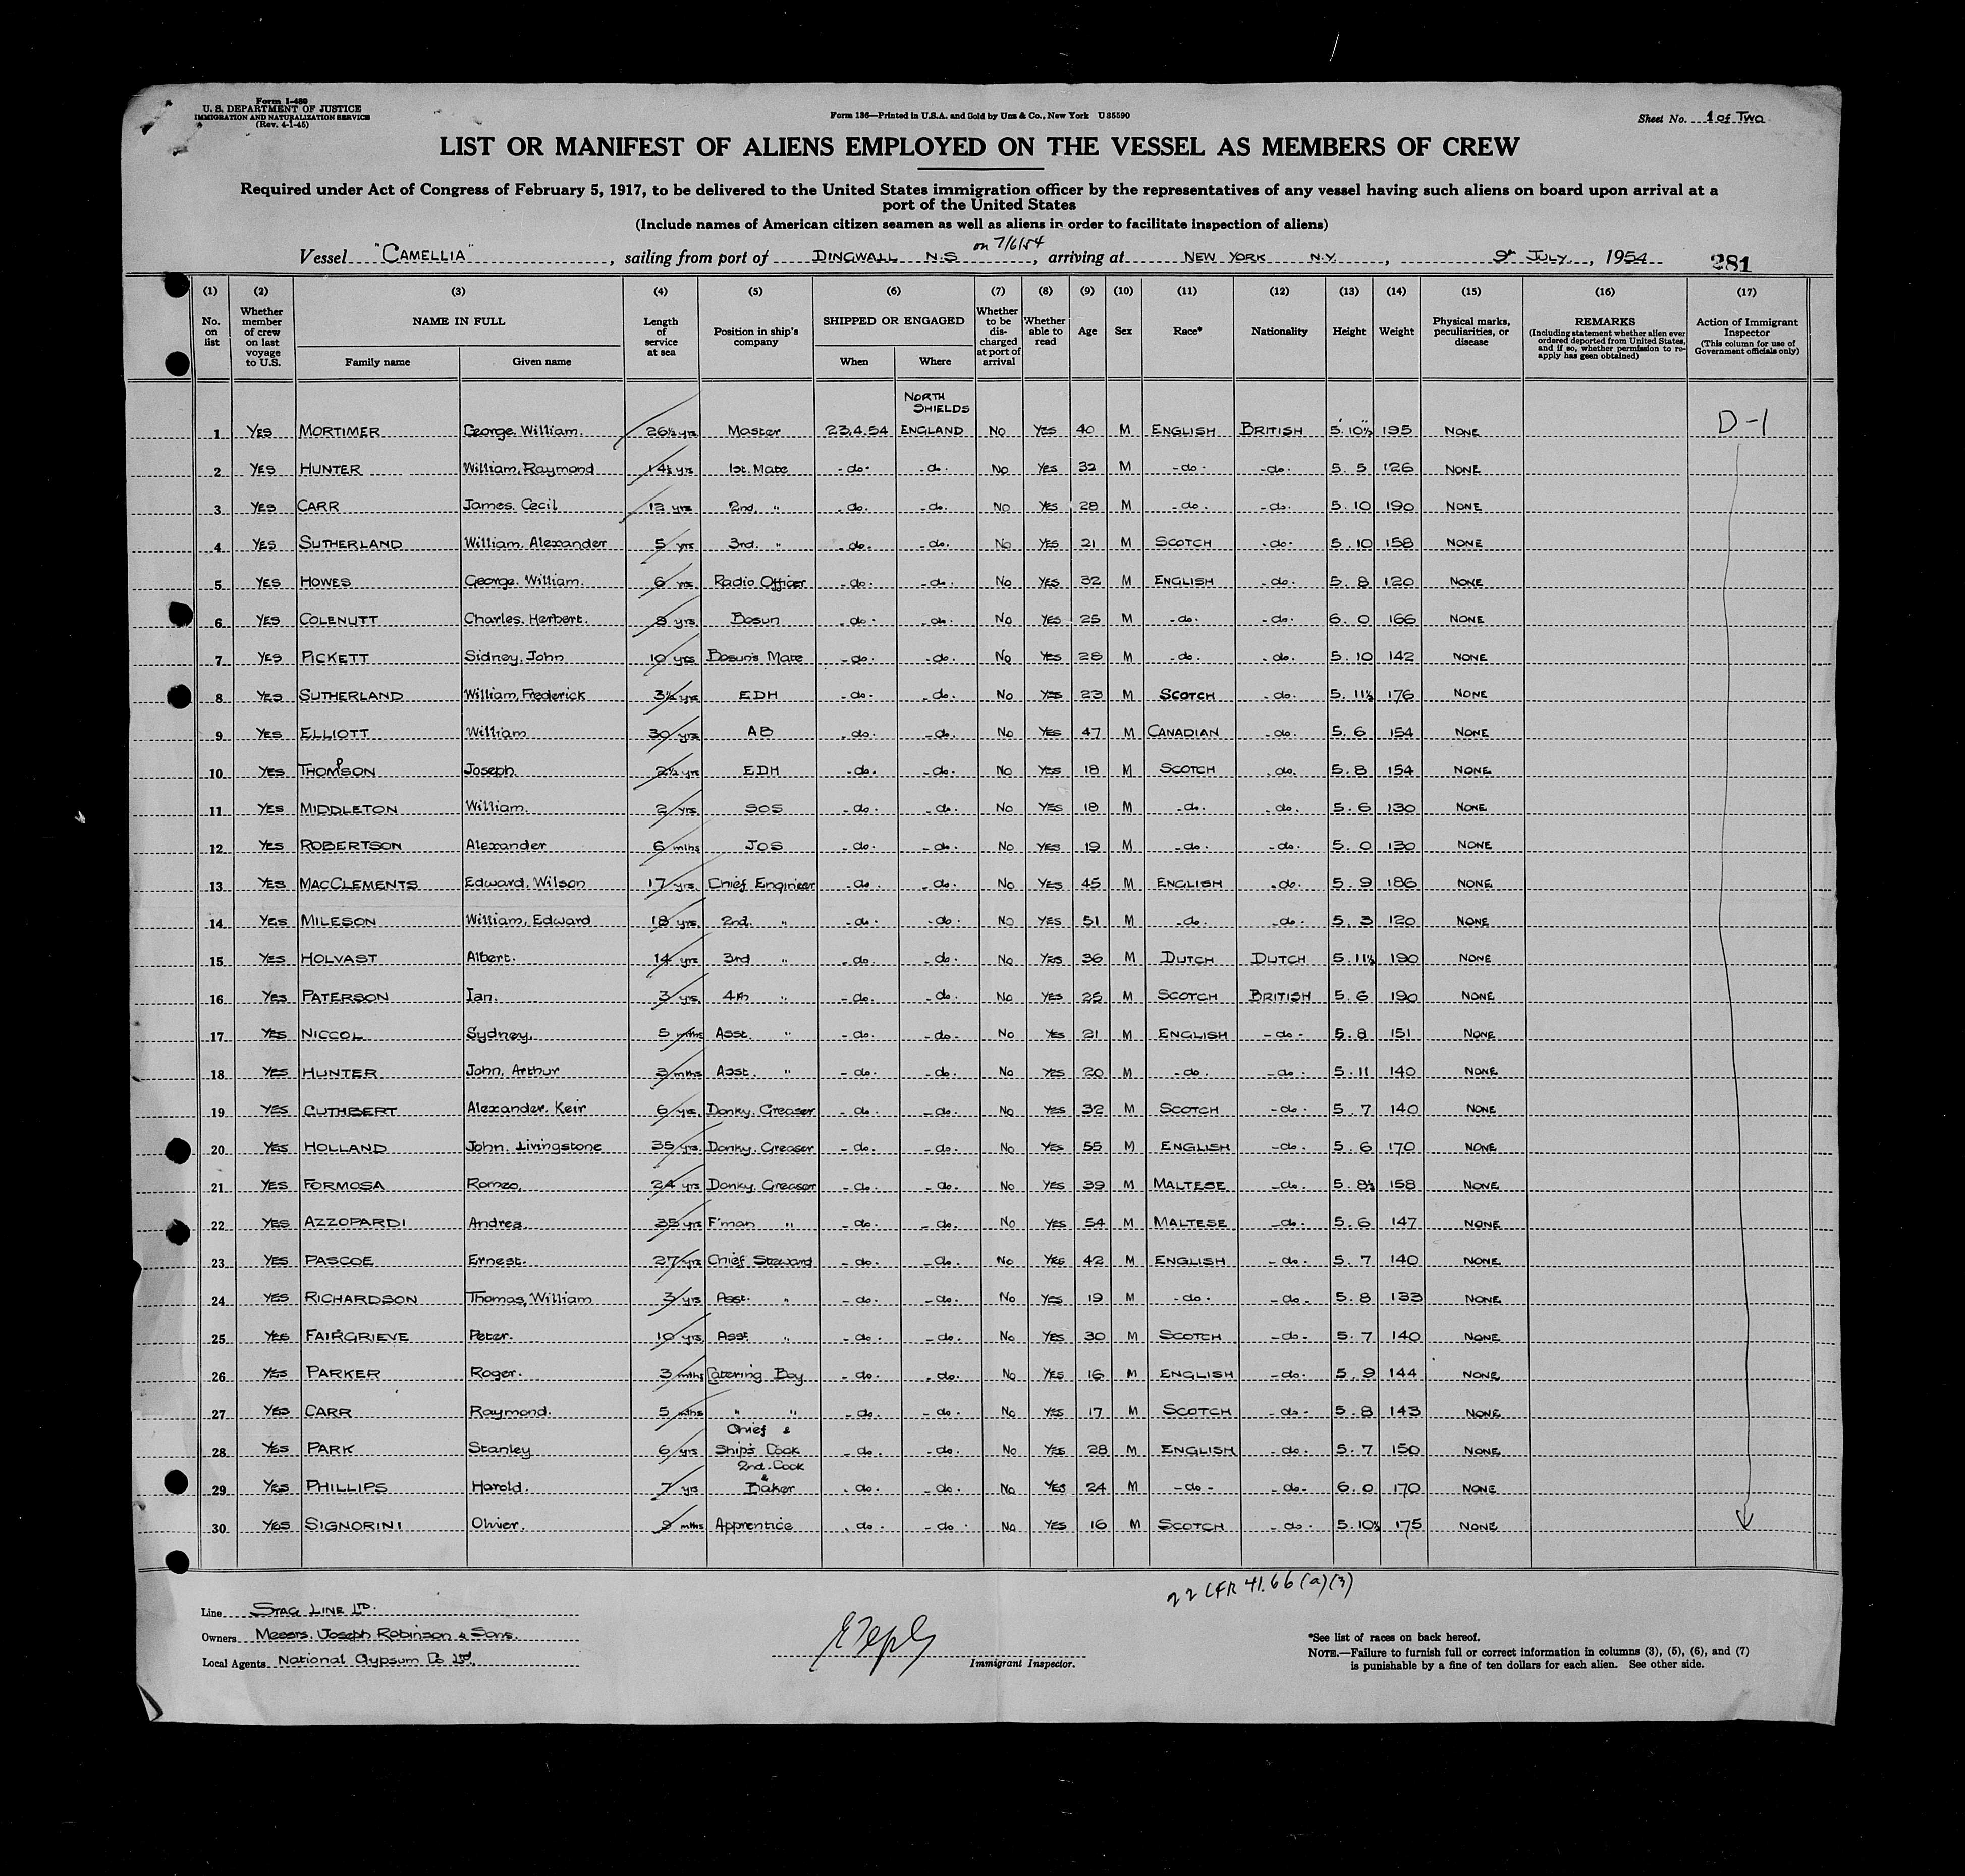 Form I-480
U. S. DEPARTMENT OF JUSTICE
IMMIGRATION AND NATURALIZATION SERVICE
(Rev. 4-1-45)
Form 186—Printed in U.S.A. and Sold by Unz & Co., New York U 85590
Sheet No. 1 of Two
LIST OR MANIFEST OF ALIENS EMPLOYED ON THE VESSEL AS MEMBERS OF CREW
Required under Act of Congress of February 5, 1917, to be delivered to the United States immigration officer by the representatives of any vessel having such aliens on board upon arrival at a
port of the United States
(Include names of American citizen seamen as well as aliens in order to facilitate inspection of aliens)
on 7/6/54
Vessel "CAMELLIA", sailing from port of DINGWALL N.S., arriving at NEW YORK N.Y., 9th JULY, 1954 281
(1) (2) (3) (4) (5) (6) (7) (8) (9) (10) (11) (12) (13) (14) (15) (16) (17)
No. on list Whether member of crew on last voyage to U.S. NAME IN FULL Family name Given name Length of service at sea Position in ship's company SHIPPED OR ENGAGED When Where Whether to be discharged at port of arrival Whether able to read Age Sex Race* Nationality Height Weight Physical marks, peculiarities, or disease REMARKS (Including statement whether alien ever ordered deported from United States, and if so, whether permission to re-apply has geen obtained) Action of Immigrant Inspector (This column for use of Government officials only)
NORTH SHIELDS
1 YES MORTIMER George. William. 26½ yrs Master 23.4.54 ENGLAND NO YES 40 M ENGLISH BRITISH 5' 10½" 195 NONE D-1
2 YES HUNTER William, Raymond 14½ yrs 1st. Mate -do- -do- NO YES 32 M -do- -do- 5. 5 126 NONE
3 YES CARR James. Cecil 12 yrs 2nd. " -do- -do- NO YES 28 M -do- -do- 5. 10 190 NONE
4 YES SUTHERLAND William, Alexander 5 yrs 3rd. " -do- -do- No YES 21 M SCOTCH -do- 5. 10 158 NONE
5 YES HOWES George. William. 6 yrs Radio Officer -do- -do- No YES 32 M ENGLISH -do- 5. 8 120 NONE
6 YES COLENUTT Charles. Herbert. 9 yrs Bosun -do- -do- No YES 25 M -do- -do- 6. 0 166 NONE
7 YES PICKETT Sidney, John 10 yrs Bosun's Mate -do- -do- No YES 28 M -do- -do- 5. 10 142 NONE
8 YES SUTHERLAND William, Frederick 3½ yrs EDH -do- -do- No YES 23 M SCOTCH -do- 5. 11½ 176 NONE
9 YES ELLIOTT William 30 yrs AB -do- -do- No YES 47 M CANADIAN -do- 5. 6 154 NONE
10 YES THOMPSON Joseph. 2½ yrs EDH -do- -do- No YES 18 M SCOTCH -do- 5. 8 154 NONE
11 YES MIDDLETON William. 2 yrs SOS -do- -do- No YES 18 M -do- -do- 5. 6 130 NONE
12 YES ROBERTSON Alexander 6 mths JOS -do- -do- No YES 19 M -do- -do- 5. 0 130 NONE
13 YES MACCLEMENTS Edward, Wilson 17 yrs. Chief Engineer -do- -do- No YES 45 M ENGLISH -do- 5. 9 186 NONE
14 YES MILESON William, Edward 18 yrs. 2nd. " -do- -do- No YES 51 M -do- -do- 5. 3 120 NONE
15 YES HOLVAST Albert. 14 yrs 3rd " -do- -do- No YES 36 M DUTCH DUTCH 5. 11½ 190 NONE
16 YES PATERSON Ian. 3 yrs. 4th " -do- -do- No YES 25 M SCOTCH BRITISH 5. 6 190 NONE
17 YES NICCOL Sydney. 5 mths Asst. " -do- -do- No YES 21 M ENGLISH -do- 5. 8 151 NONE
18 YES HUNTER John, Arthur 3 mths Asst. " -do- -do- No YES 20 M -do- -do- 5. 11 140 NONE
19 YES CUTHBERT Alexander. Keir 6 yrs. Donky. Greaser -do- -do- No YES 32 M SCOTCH -do- 5. 7 140 NONE
20 YES HOLLAND John. Livingstone 35 yrs. Donky. Greaser -do- -do- No YES 55 M ENGLISH -do- 5. 6 170 NONE
21 YES FORMOSA Romeo. 24 yrs Donky. Greaser -do- -do- No YES 39 M MALTESE -do- 5. 8½ 158 NONE
22 YES AZZOPARDI Andrea 35 yrs F'man " -do- -do- No YES 54 M MALTESE -do- 5. 6 147 NONE
23 YES PASCOE Ernest. 27 yrs Chief Steward -do- -do- No YES 42 M ENGLISH -do- 5. 7 140 NONE
24 YES RICHARDSON Thomas, William 3 yrs Asst. " -do- -do- No YES 19 M -do- -do- 5. 8 133 NONE
25 YES FAIRGRIEVE Peter. 10 yrs. Asst " -do- -do- No YES 30 M SCOTCH -do- 5. 7 140 NONE
26 YES PARKER Roger. 3 mths Catering Boy -do- -do- No YES 16 M ENGLISH -do- 5. 9 144 NONE
27 YES CARR Raymond. 5 mths " " -do- -do- No YES 17 M SCOTCH -do- 5. 8 143 NONE
28 YES PARK Stanley 6 yrs Chief & Ship's Cook -do- -do- No YES 28 M ENGLISH -do- 5. 7 150 NONE
29 YES PHILLIPS Harold. 7 yrs 2nd. Cook & Baker -do- -do- No YES 24 M -do- -do- 6. 0 170 NONE
30 YES SIGNORINI Olivier. 9 mths Apprentice -do- -do- No YES 16 M SCOTCH -do- 5. 10½ 175 NONE
22 CFR 41.66 (a)(3)
Line STAG LINE LTD.
Owners Messrs. Joseph Robinson & Sons.
Local Agents National Gypsum Co Ltd.
Immigrant Inspector.
*See list of races on back hereof.
NOTE.—Failure to furnish full or correct information in columns (3), (5), (6), and (7)
is punishable by a fine of ten dollars for each alien. See other side.